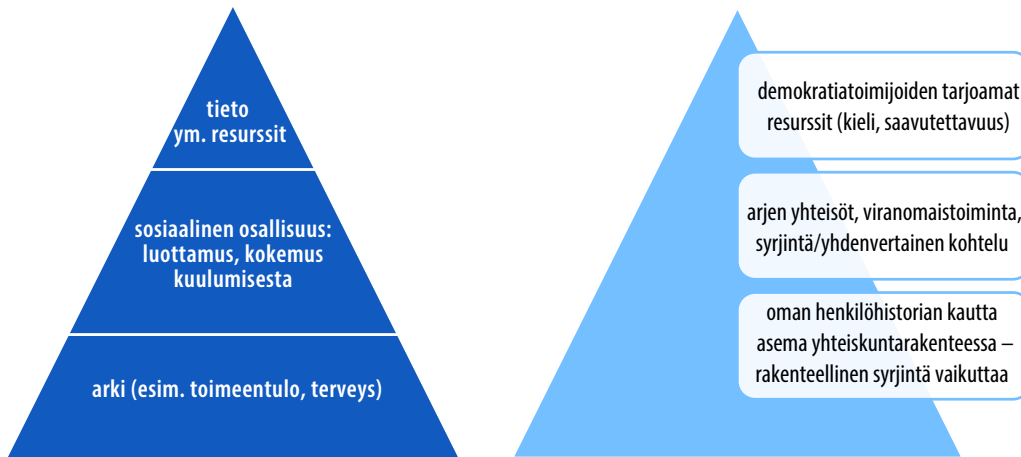 tieto
ym. resurssit
sosiaalinen osallisuus:
luottamus, kokemus
kuulumisesta
arki (esim. toimeentulo, terveys)
demokratiatoimijoiden tarjoamat
resurssit (kieli, saavutettavuus)
arjen yhteisöt, viranomaistoiminta,
syrjintä/yhdenvertainen kohtelu
oman henkilöhistorian kautta
asema yhteiskuntarakenteessa –
rakenteellinen syrjintä vaikuttaa